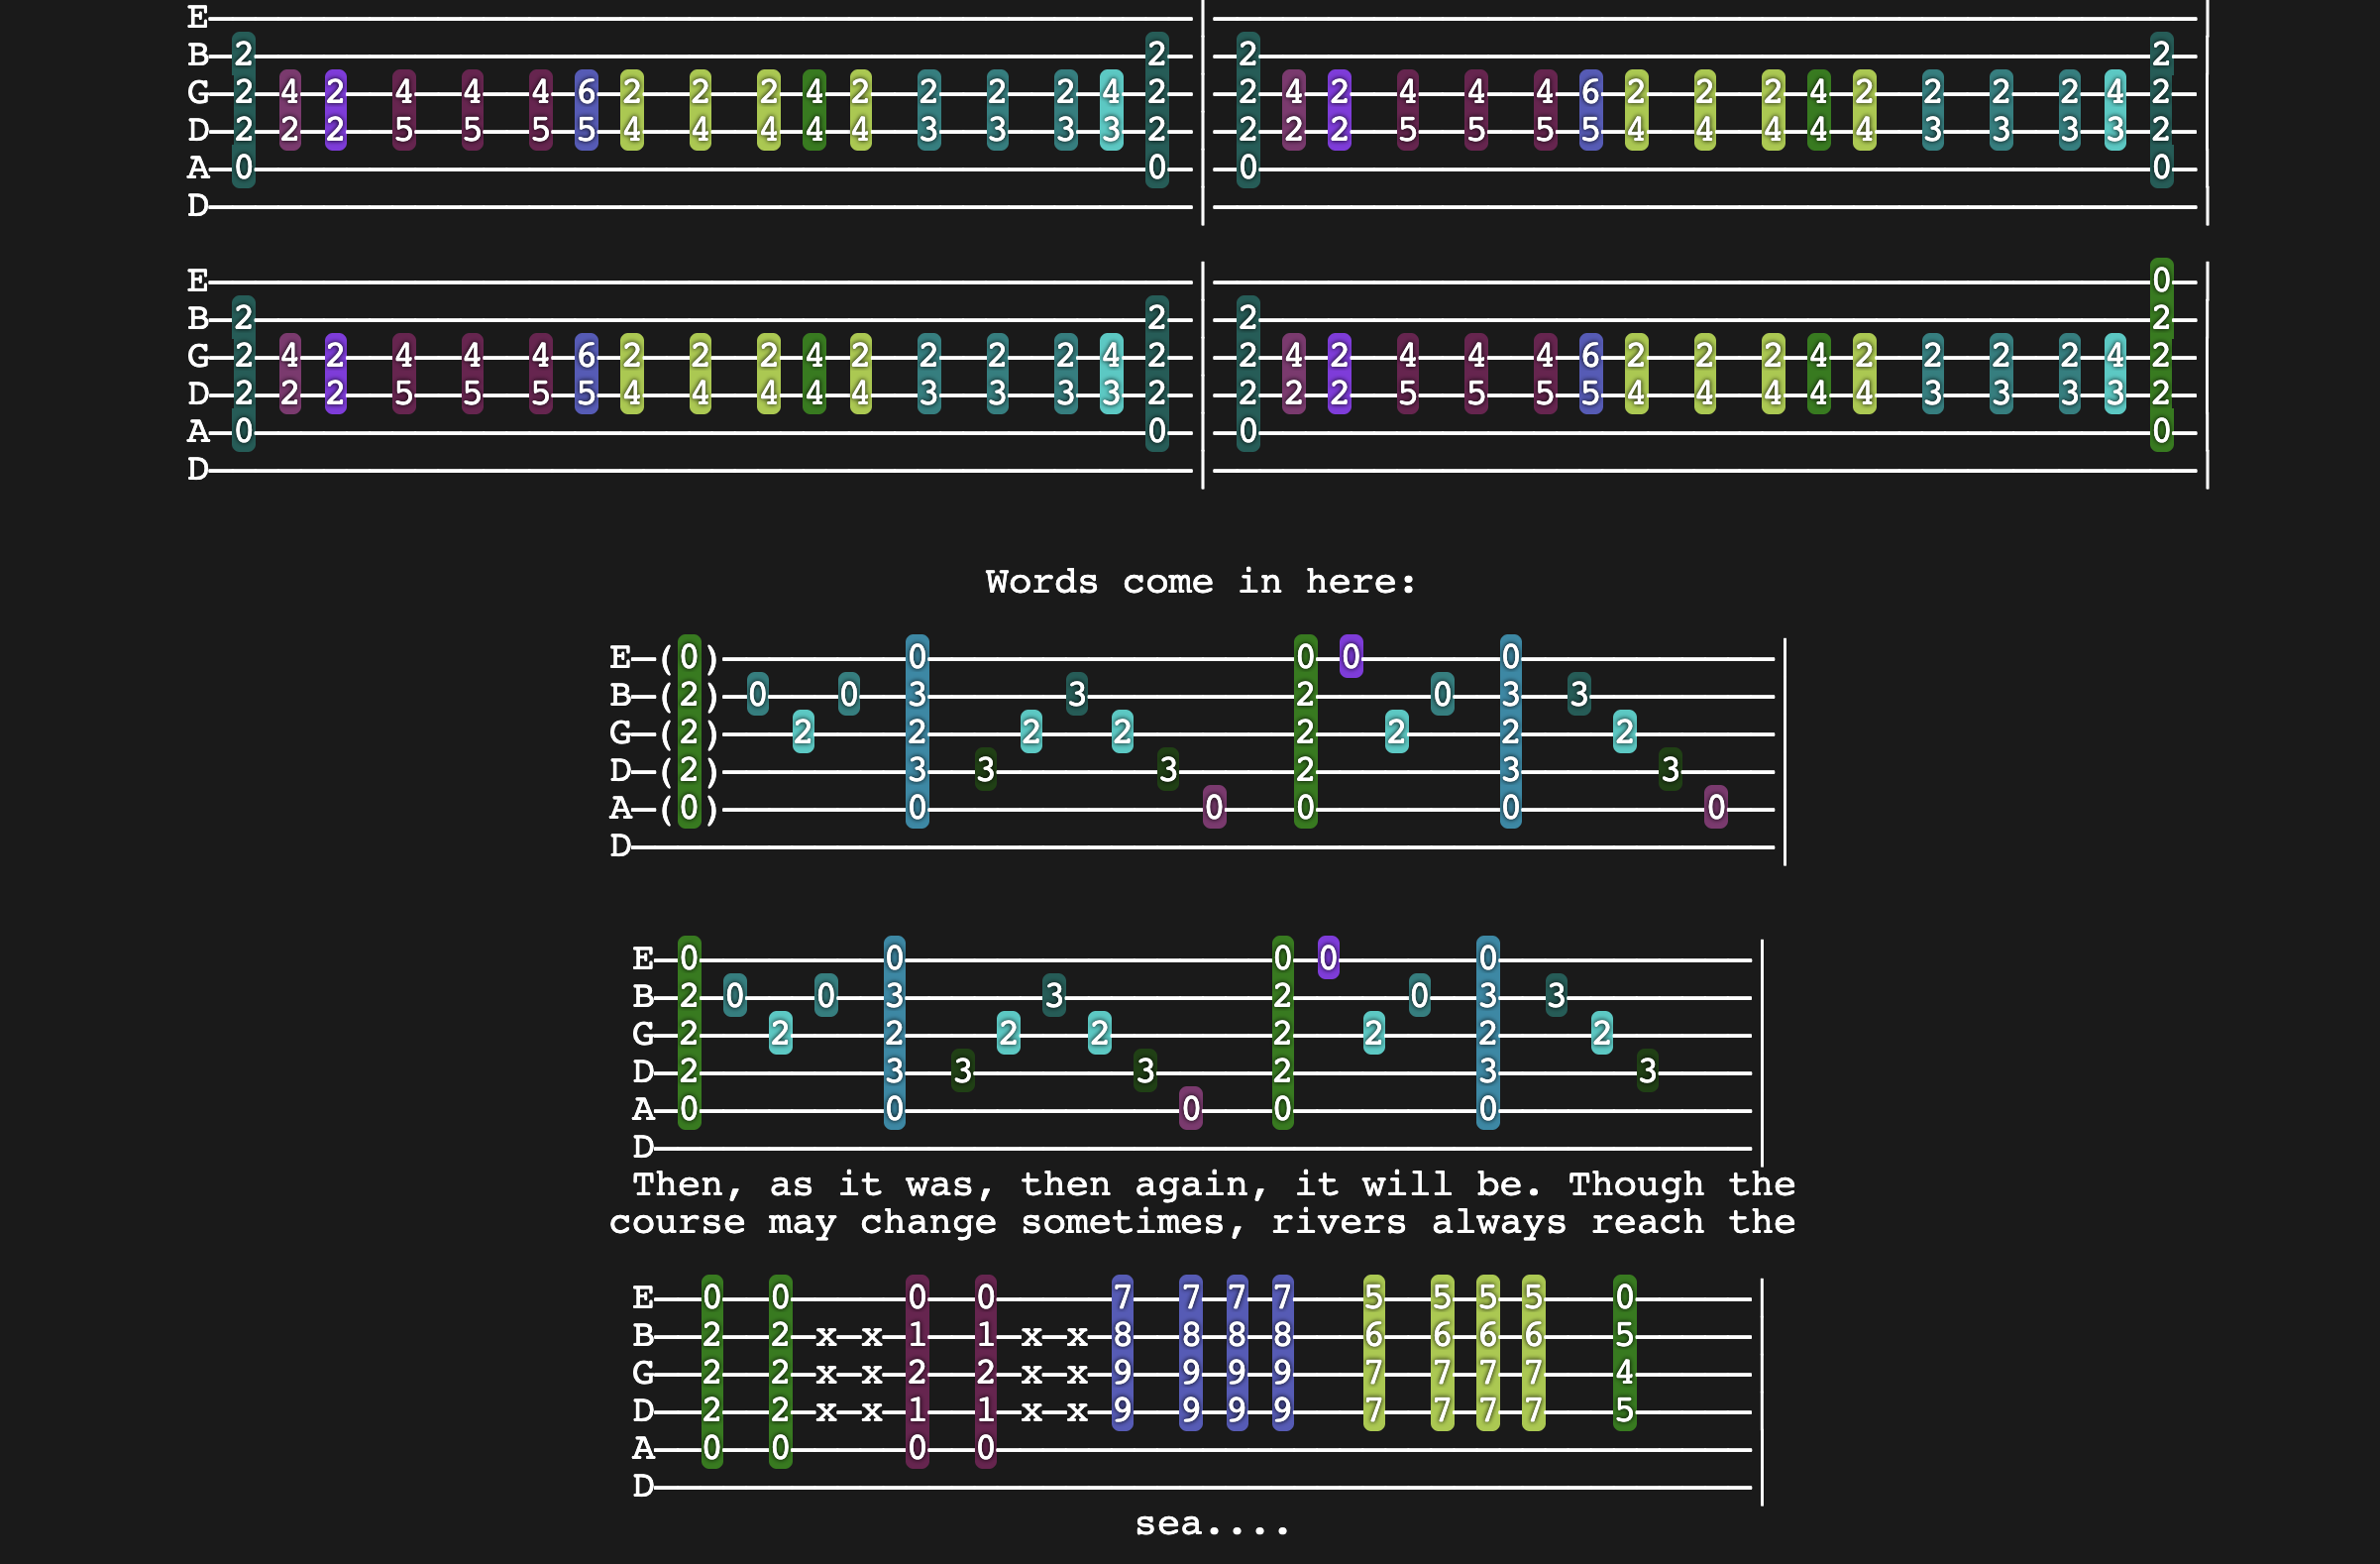 E-------------------------------------------|-------------------------------------------|
B-2---------------------------------------2-|-2---------------------------------------2-|
G-2-4-2--4--4--4-6-2--2--2-4-2--2--2--2-4-2-|-2-4-2--4--4--4-6-2--2--2-4-2--2--2--2-4-2-|
D-2-2-2--5--5--5-5-4--4--4-4-4--3--3--3-3-2-|-2-2-2--5--5--5-5-4--4--4-4-4--3--3--3-3-2-|
A-0---------------------------------------0-|-0---------------------------------------0-|
D-------------------------------------------|-------------------------------------------|
E-------------------------------------------|-----------------------------------------0-|
B-2---------------------------------------2-|-2---------------------------------------2-|
G-2-4-2--4--4--4-6-2--2--2-4-2--2--2--2-4-2-|-2-4-2--4--4--4-6-2--2--2-4-2--2--2--2-4-2-|
D-2-2-2--5--5--5-5-4--4--4-4-4--3--3--3-3-2-|-2-2-2--5--5--5-5-4--4--4-4-4--3--3--3-3-2-|
A-0---------------------------------------0-|-0---------------------------------------0-|
D-------------------------------------------|-------------------------------------------|
Words come in here:
E-(0)--------0----------------0-0------0-----------|
B-(2)-0---0--3------3---------2-----0--3--3--------|
G-(2)---2----2----2---2-------2---2----2----2------|
D-(2)--------3--3-------3-----2--------3------3----|
A-(0)--------0------------0---0--------0--------0--|
D--------------------------------------------------|
E-0--------0----------------0-0------0-----------|
B-2-0---0--3------3---------2-----0--3--3--------|
G-2---2----2----2---2-------2---2----2----2------|
D-2--------3--3-------3-----2--------3------3----|
A-0--------0------------0---0--------0-----------|
D------------------------------------------------|
Then, as it was, then again, it will be. Though the
course may change sometimes, rivers always reach the
E--0--0-----0--0-----7--7-7-7---5--5-5-5---0-----|
B--2--2-x-x-1--1-x-x-8--8-8-8---6--6-6-6---5-----|
G--2--2-x-x-2--2-x-x-9--9-9-9---7--7-7-7---4-----|
D--2--2-x-x-1--1-x-x-9--9-9-9---7--7-7-7---5-----|
A--0--0-----0--0---------------------------------|
D------------------------------------------------|
sea....